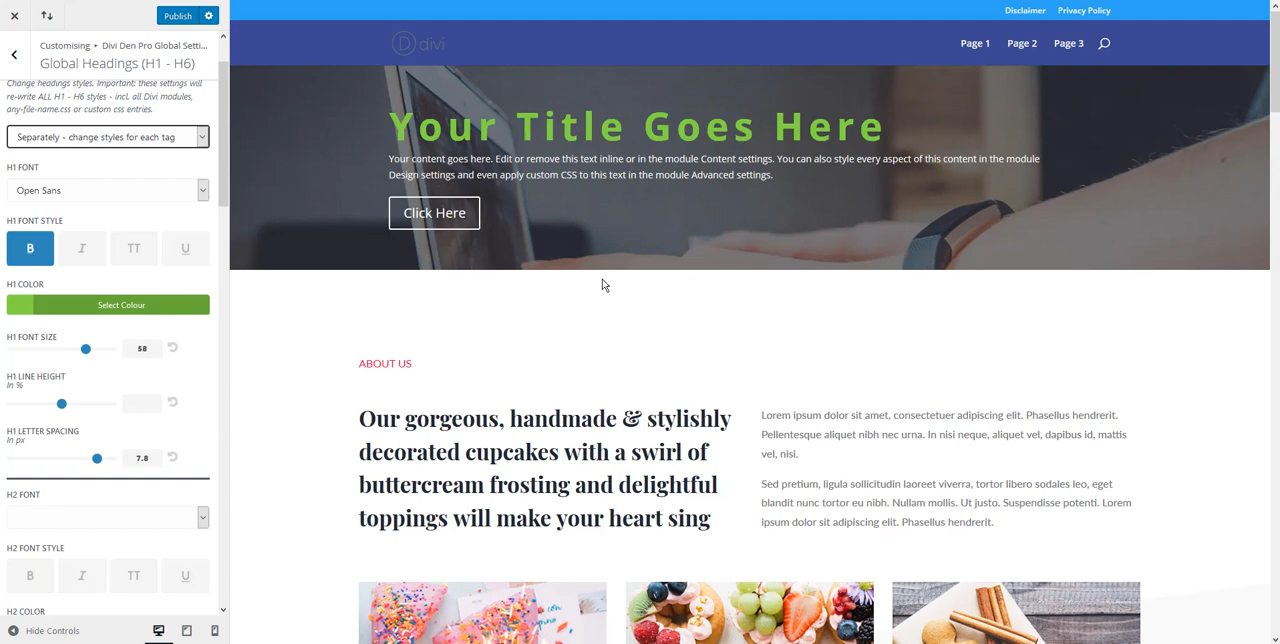 Publish
Customising ▸ Divi Den Pro Global Setti...
Global Headings (H1 - H6)
Change headings styles. Important: these settings will
re-write ALL H1 - H6 styles - incl. all Divi modules,
any-file-name.css or custom css entries.
Separately - change styles for each tag
H1 FONT
Open Sans
H1 FONT STYLE
B I TT U
H1 COLOR
Select Colour
H1 FONT SIZE
58
H1 LINE HEIGHT
In %
H1 LETTER SPACING
In px
7.8
H2 FONT
H2 FONT STYLE
B I TT U
H2 COLOR
Hide Controls
Disclaimer Privacy Policy
D divi
Page 1 Page 2 Page 3
Your Title Goes Here
Your content goes here. Edit or remove this text inline or in the module Content settings. You can also style every aspect of this content in the module
Design settings and even apply custom CSS to this text in the module Advanced settings.
Click Here
ABOUT US
Our gorgeous, handmade & stylishly
decorated cupcakes with a swirl of
buttercream frosting and delightful
toppings will make your heart sing
Lorem ipsum dolor sit amet, consectetuer adipiscing elit. Phasellus hendrerit.
Pellentesque aliquet nibh nec urna. In nisi neque, aliquet vel, dapibus id, mattis
vel, nisi.
Sed pretium, ligula sollicitudin laoreet viverra, tortor libero sodales leo, eget
blandit nunc tortor eu nibh. Nullam mollis. Ut justo. Suspendisse potenti. Lorem
ipsum dolor sit adipiscing elit. Phasellus hendrerit.